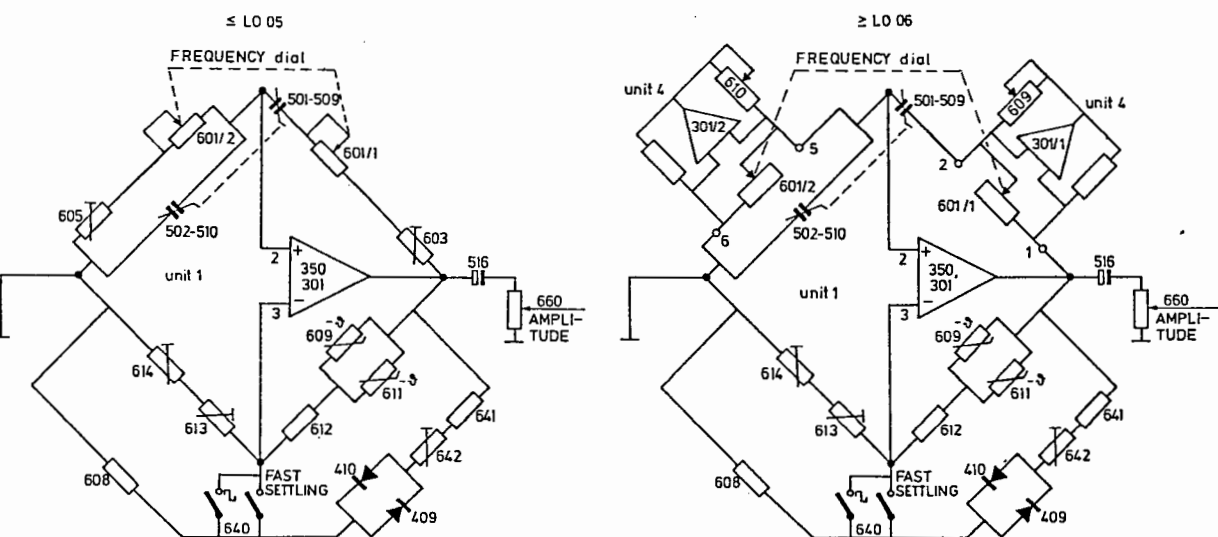 ≤ LO 05
FREQUENCY dial
501-509
601/2
601/1
605
502-510
603
unit 1
2
+
350
301
−
3
516
660
AMPLI-
TUDE
609
-ϑ
611
-ϑ
614
613
612
641
642
608
FAST
SETTLING
640
410
409
≥ LO 06
FREQUENCY dial
unit 4
610
301/2
5
501-509
609
unit 4
301/1
2
601/2
601/1
6
502-510
1
unit 1
2
+
350
301
−
3
516
660
AMPLI-
TUDE
609
-ϑ
611
-ϑ
614
613
612
641
642
608
FAST
SETTLING
640
410
409